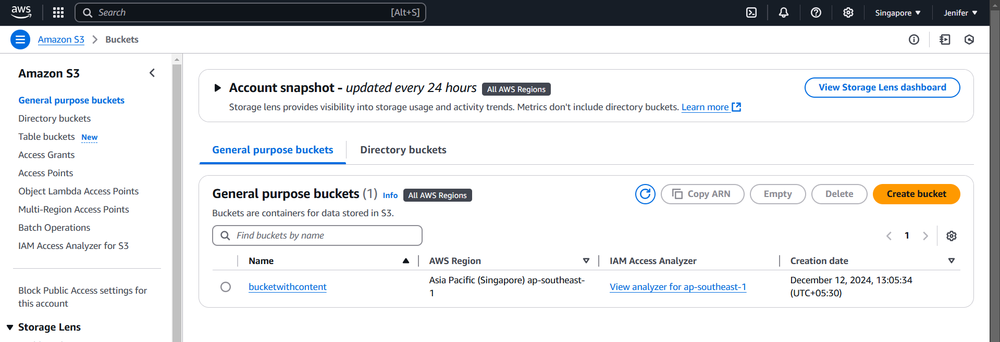 aws
Search [Alt+S]
Singapore
Jenifer
Amazon S3
Buckets
Amazon S3
General purpose buckets
Directory buckets
Table buckets New
Access Grants
Access Points
Object Lambda Access Points
Multi-Region Access Points
Batch Operations
IAM Access Analyzer for S3
Block Public Access settings for
this account
Storage Lens
Account snapshot - updated every 24 hours All AWS Regions
View Storage Lens dashboard
Storage lens provides visibility into storage usage and activity trends. Metrics don't include directory buckets. Learn more
General purpose buckets
Directory buckets
General purpose buckets (1) Info All AWS Regions
Copy ARN
Empty
Delete
Create bucket
Buckets are containers for data stored in S3.
Find buckets by name
1
Name
AWS Region
IAM Access Analyzer
Creation date
bucketwithcontent
Asia Pacific (Singapore) ap-southeast-
1
View analyzer for ap-southeast-1
December 12, 2024, 13:05:34
(UTC+05:30)